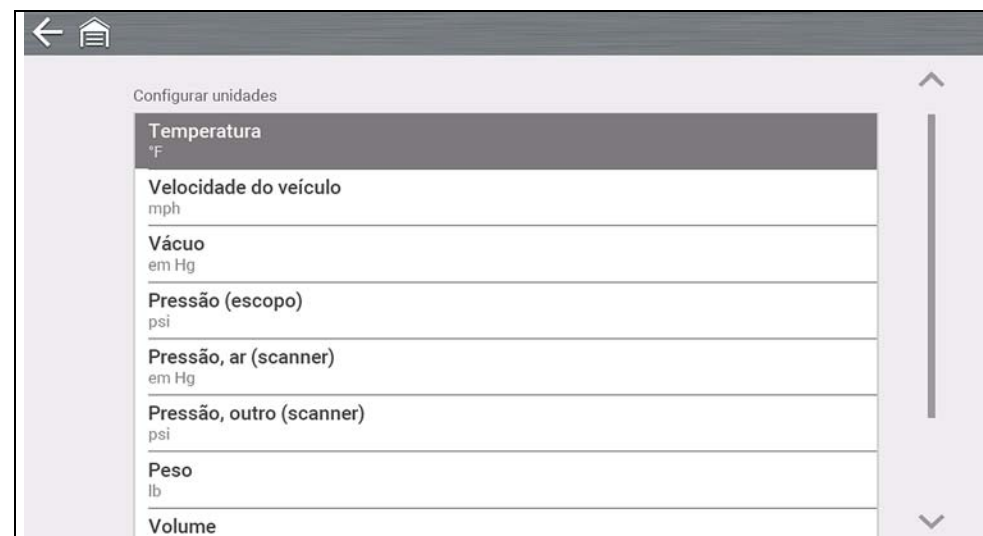 Configurar unidades
Temperatura
°F
Velocidade do veículo
mph
Vácuo
em Hg
Pressão (escopo)
psi
Pressão, ar (scanner)
em Hg
Pressão, outro (scanner)
psi
Peso
lb
Volume